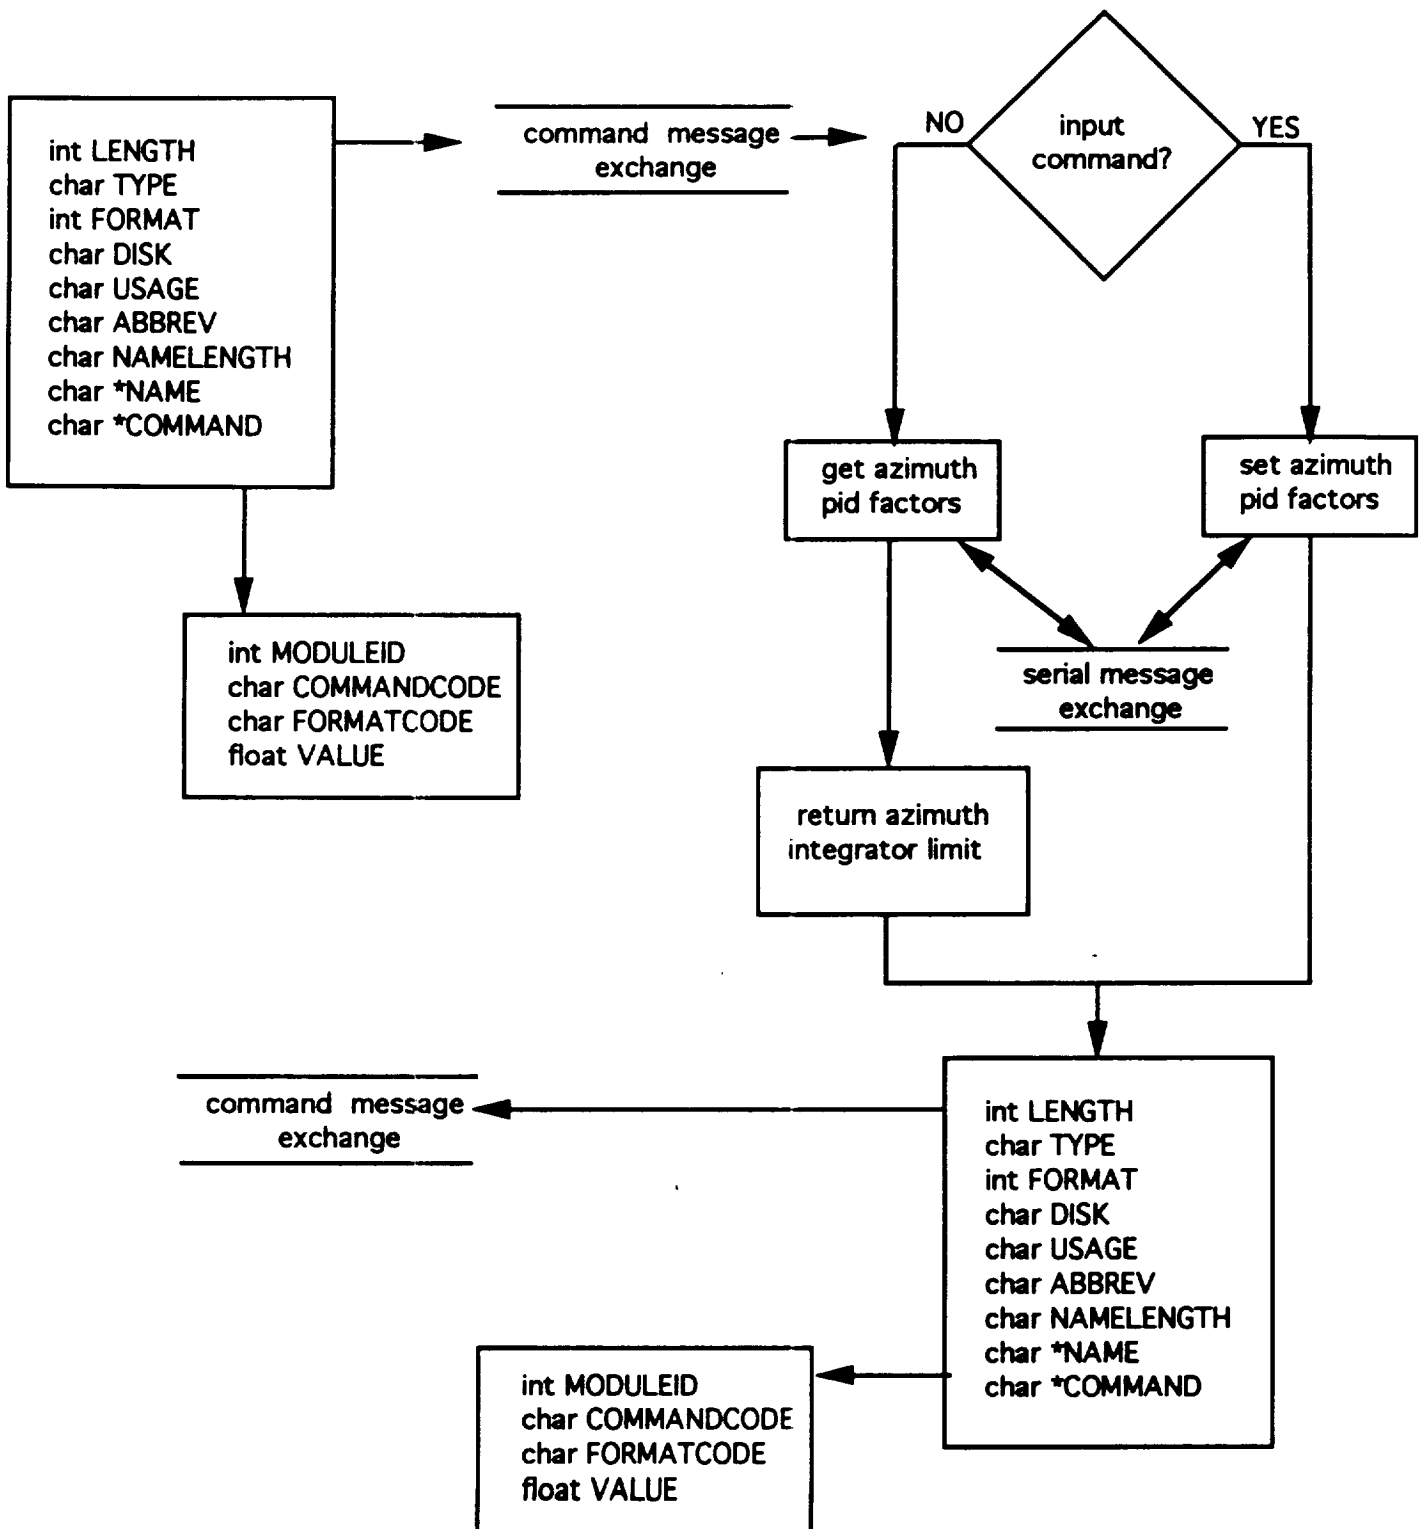 int LENGTH
char TYPE
int FORMAT
char DISK
char USAGE
char ABBREV
char NAMELENGTH
char *NAME
char *COMMAND
command message
exchange
NO
input
command?
YES
get azimuth
pid factors
set azimuth
pid factors
int MODULEID
char COMMANDCODE
char FORMATCODE
float VALUE
serial message
exchange
return azimuth
integrator limit
command message
exchange
int LENGTH
char TYPE
int FORMAT
char DISK
char USAGE
char ABBREV
char NAMELENGTH
char *NAME
char *COMMAND
int MODULEID
char COMMANDCODE
char FORMATCODE
float VALUE